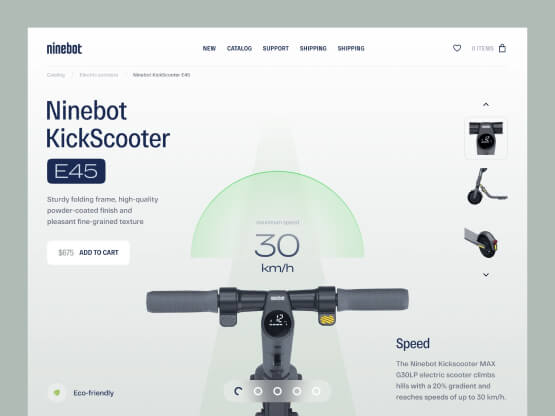 ninebot
NEW CATALOG SUPPORT SHIPPING SHIPPING
0 ITEMS
Catalog / Electric scooters / Ninebot KickScooter E45
Ninebot
KickScooter
E45
Sturdy folding frame, high-quality
powder-coated finish and
pleasant fine-grained texture
$675 ADD TO CART
maximum speed
30
km/h
ninebot
12
Speed
The Ninebot Kickscooter MAX
G30LP electric scooter climbs
hills with a 20% gradient and
reaches speeds of up to 30 km/h.
Eco-friendly